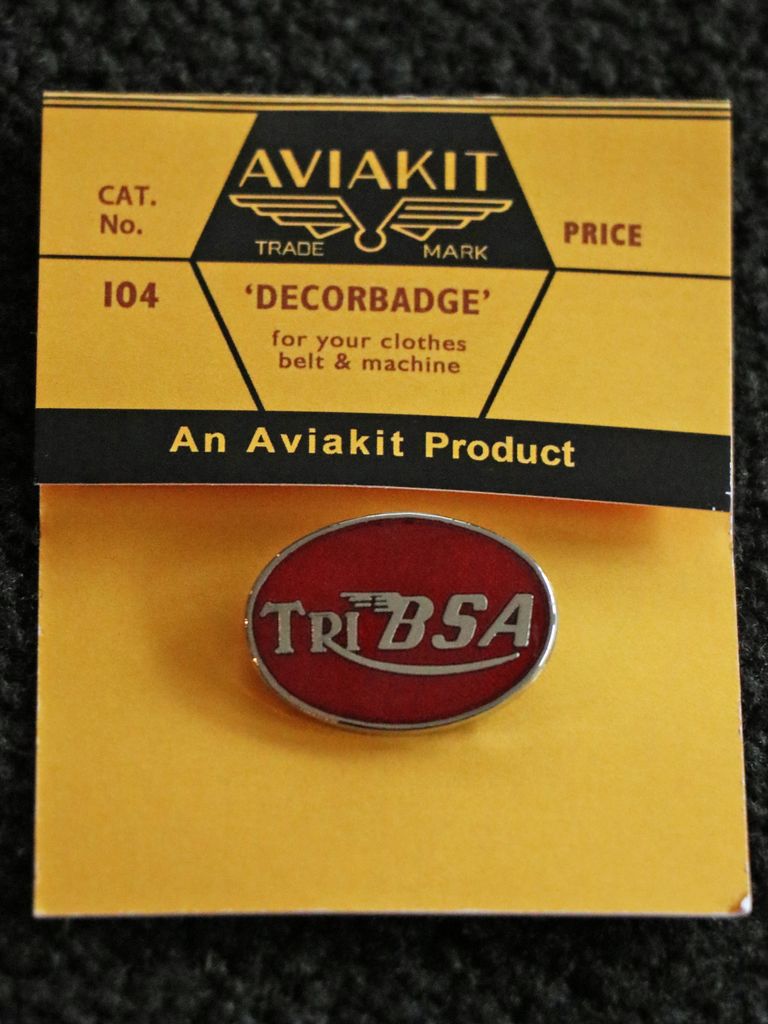 AVIAKIT
TRADE MARK
CAT.
No.
PRICE
104
'DECORBADGE'
for your clothes
belt & machine
An Aviakit Product
TRIBSA